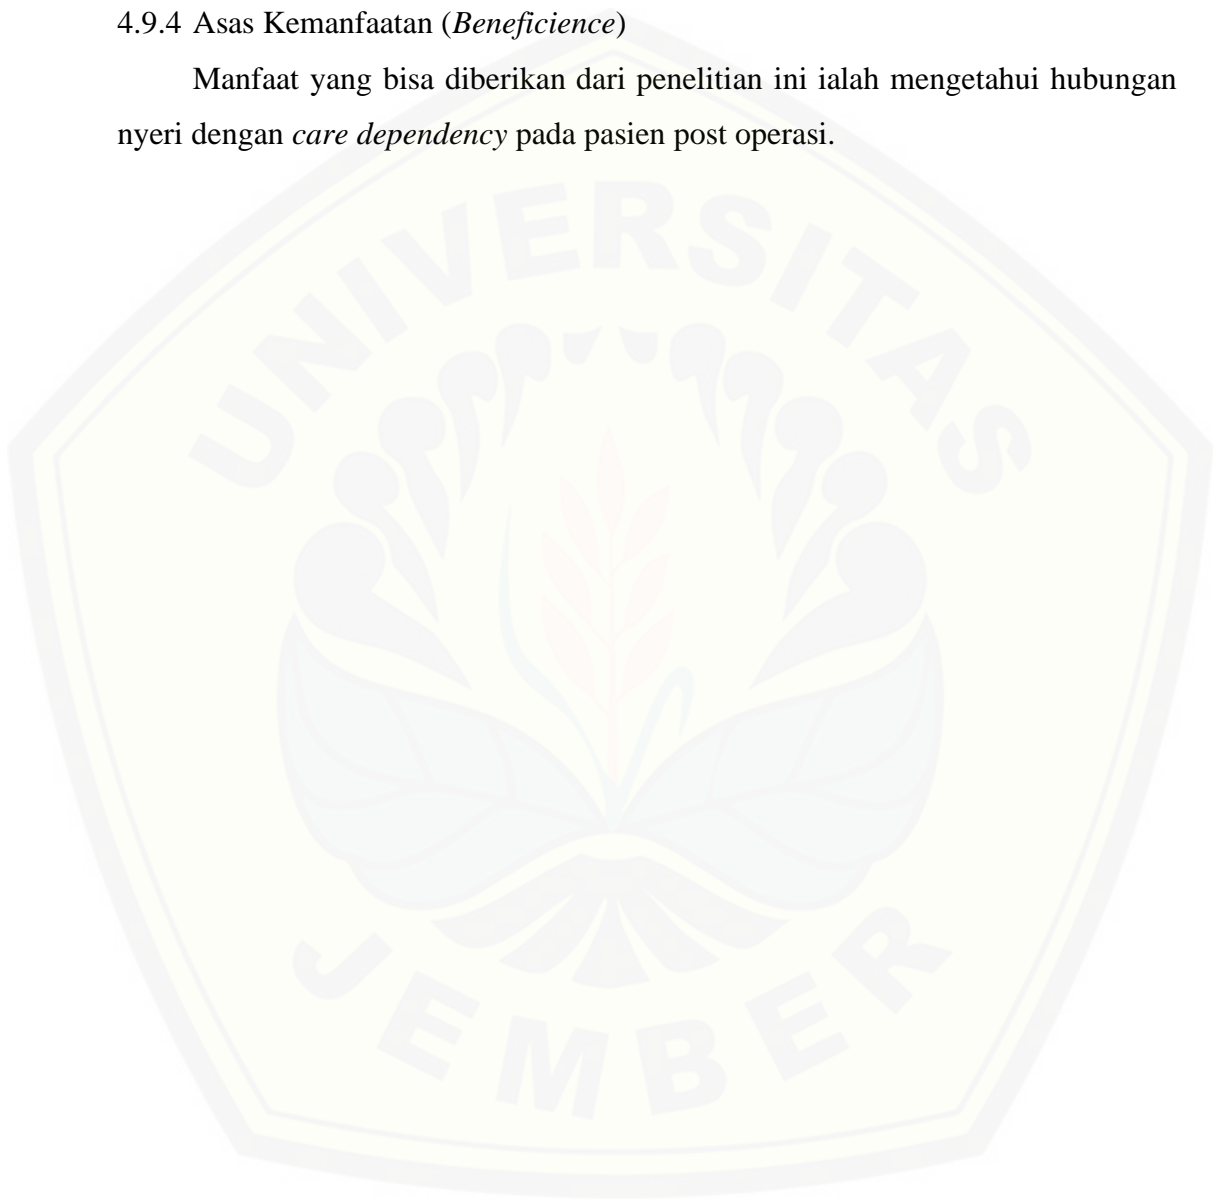 4.9.4 Asas Kemanfaatan (Beneficience)
Manfaat yang bisa diberikan dari penelitian ini ialah mengetahui hubungan
nyeri dengan care dependency pada pasien post operasi.
UNIVERSITAS
JEMBER